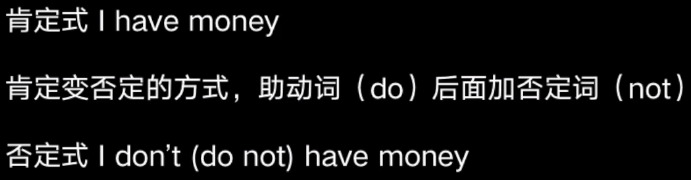 肯定式 I have money
肯定变否定的方式，助动词（do）后面加否定词（not）
否定式 I don't (do not) have money